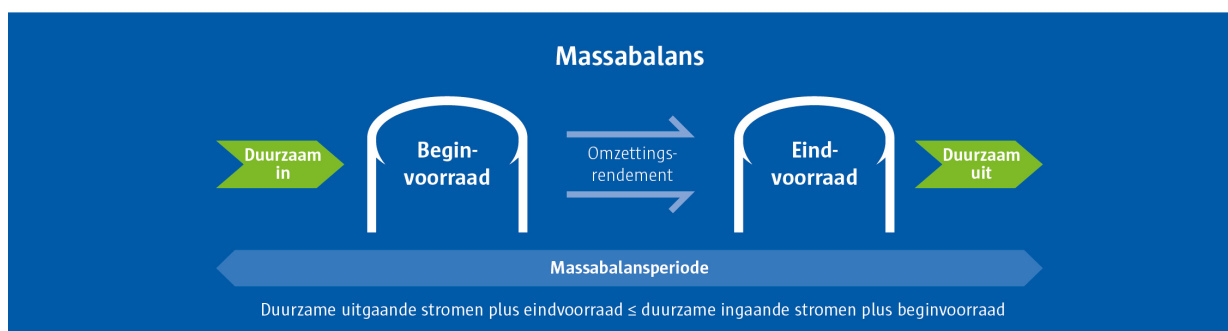 Massabalans
Duurzaam
in
Begin-
voorraad
Omzettings-
rendement
Eind-
voorraad
Duurzaam
uit
Massabalansperiode
Duurzame uitgaande stromen plus eindvoorraad ≤ duurzame ingaande stromen plus beginvoorraad